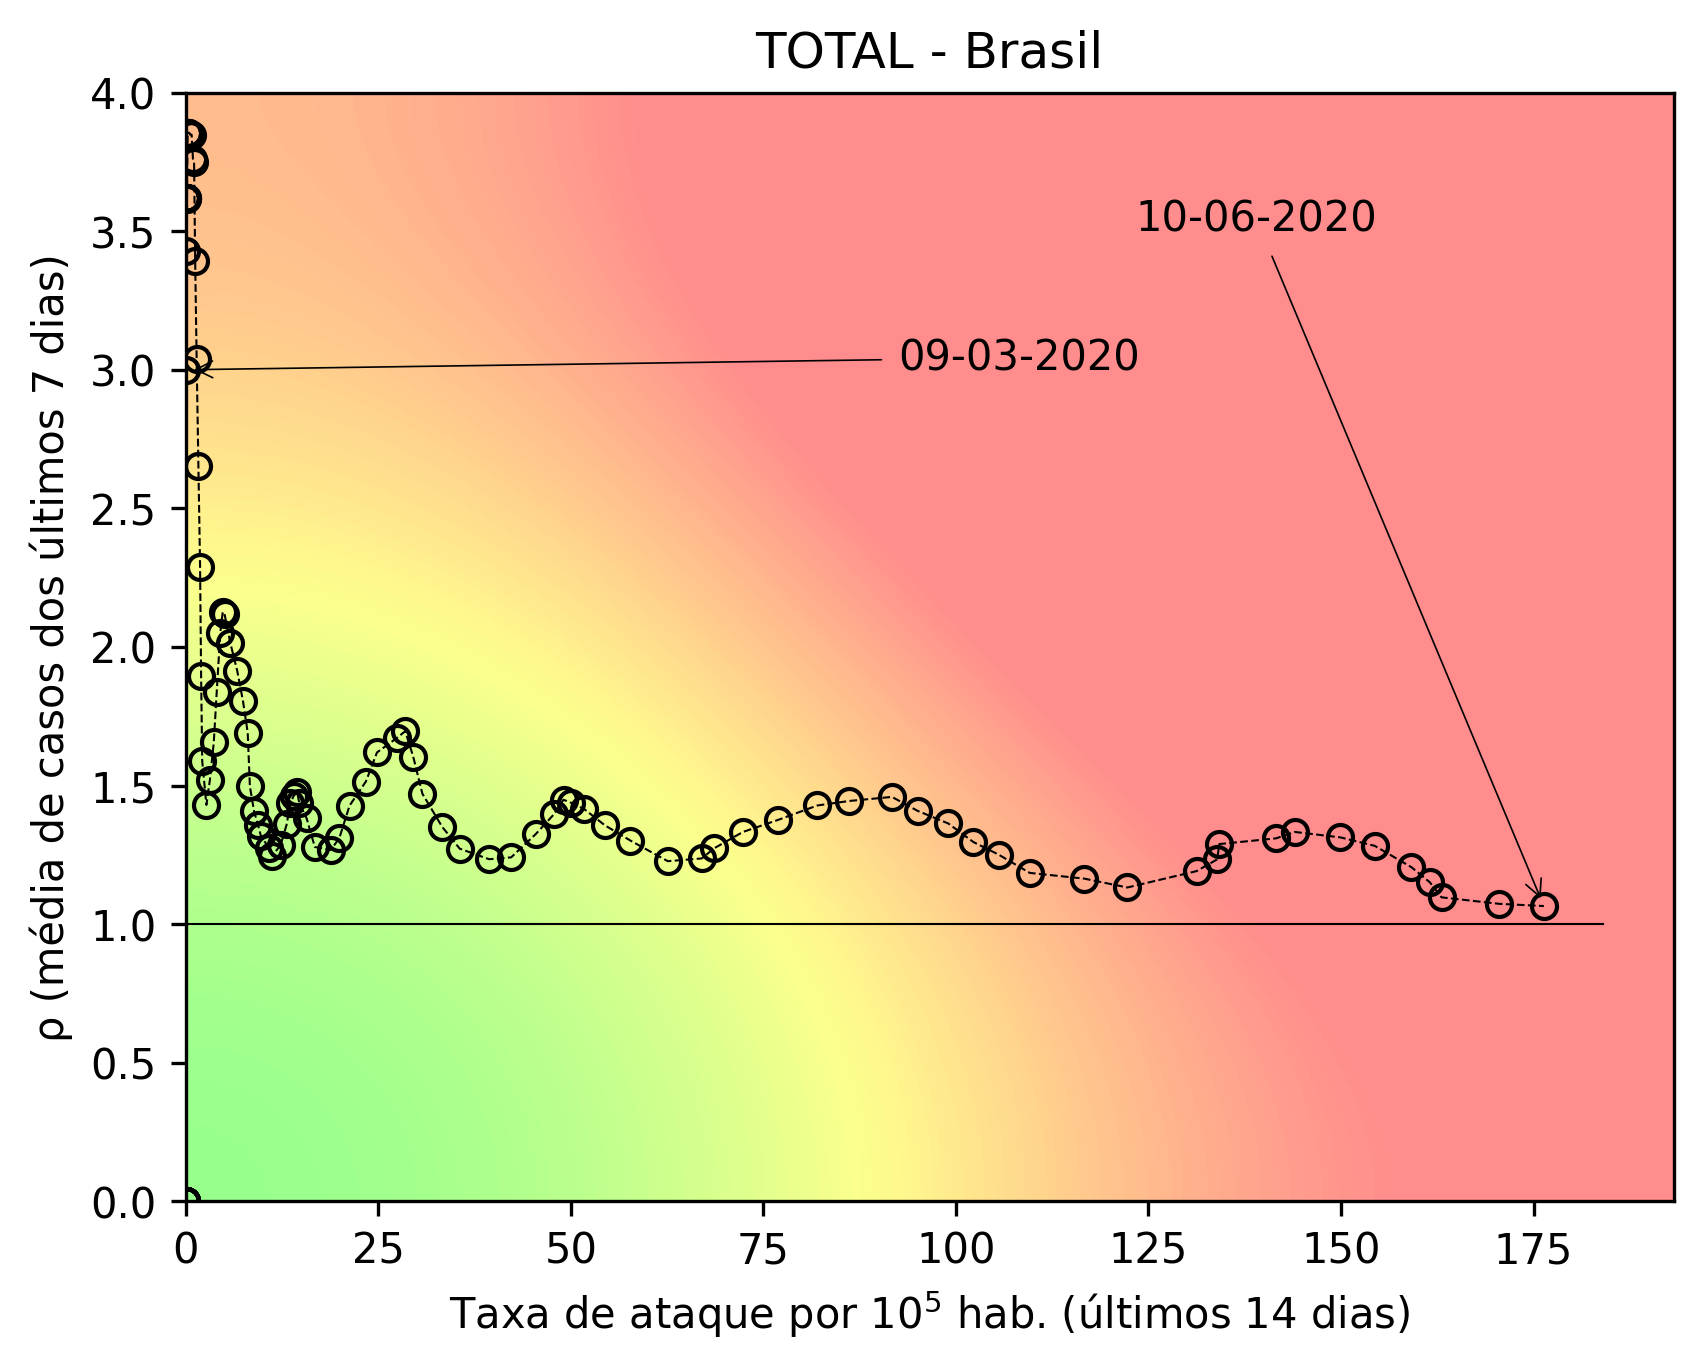 TOTAL - Brasil
4.0
3.5
3.0
2.5
2.0
1.5
1.0
0.5
0.0
ρ (média de casos dos últimos 7 dias)
10-06-2020
09-03-2020
0 25 50 75 100 125 150 175
Taxa de ataque por 10⁵ hab. (últimos 14 dias)